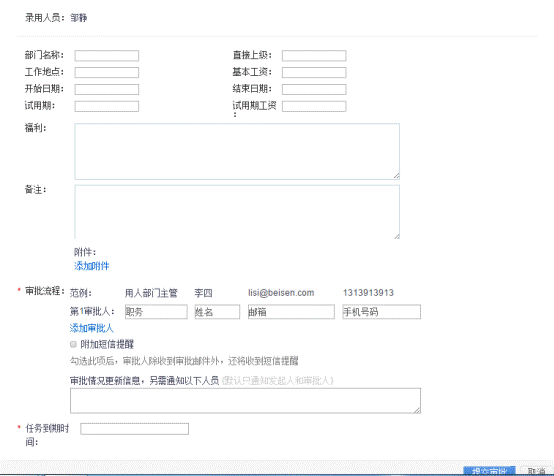 录用人员：邹静
部门名称： 直接上级：
工作地点： 基本工资：
开始日期： 结束日期：
试用期： 试用期工资：
福利：
备注：
附件：
添加附件
* 审批流程： 范例： 用人部门主管 李四 lisi@beisen.com 1313913913
第1审批人： 职务 姓名 邮箱 手机号码
添加审批人
附加短信提醒
勾选此项后，审批人除收到审批邮件外，还将收到短信提醒
审批情况更新信息，另需通知以下人员 (默认只通知发起人和审批人)
* 任务到期时
间：
提交审批 取消